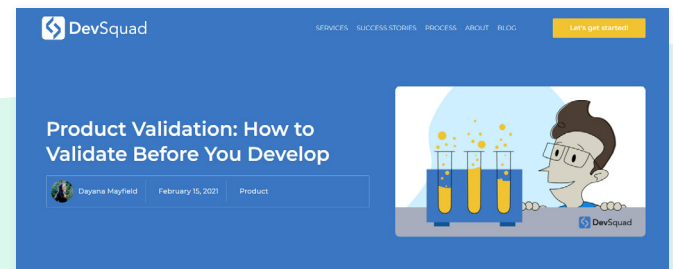 DevSquad
SERVICES SUCCESS STORIES PROCESS ABOUT BLOG
Let's get started!
Product Validation: How to
Validate Before You Develop
Dayana Mayfield February 15, 2021 Product
DevSquad